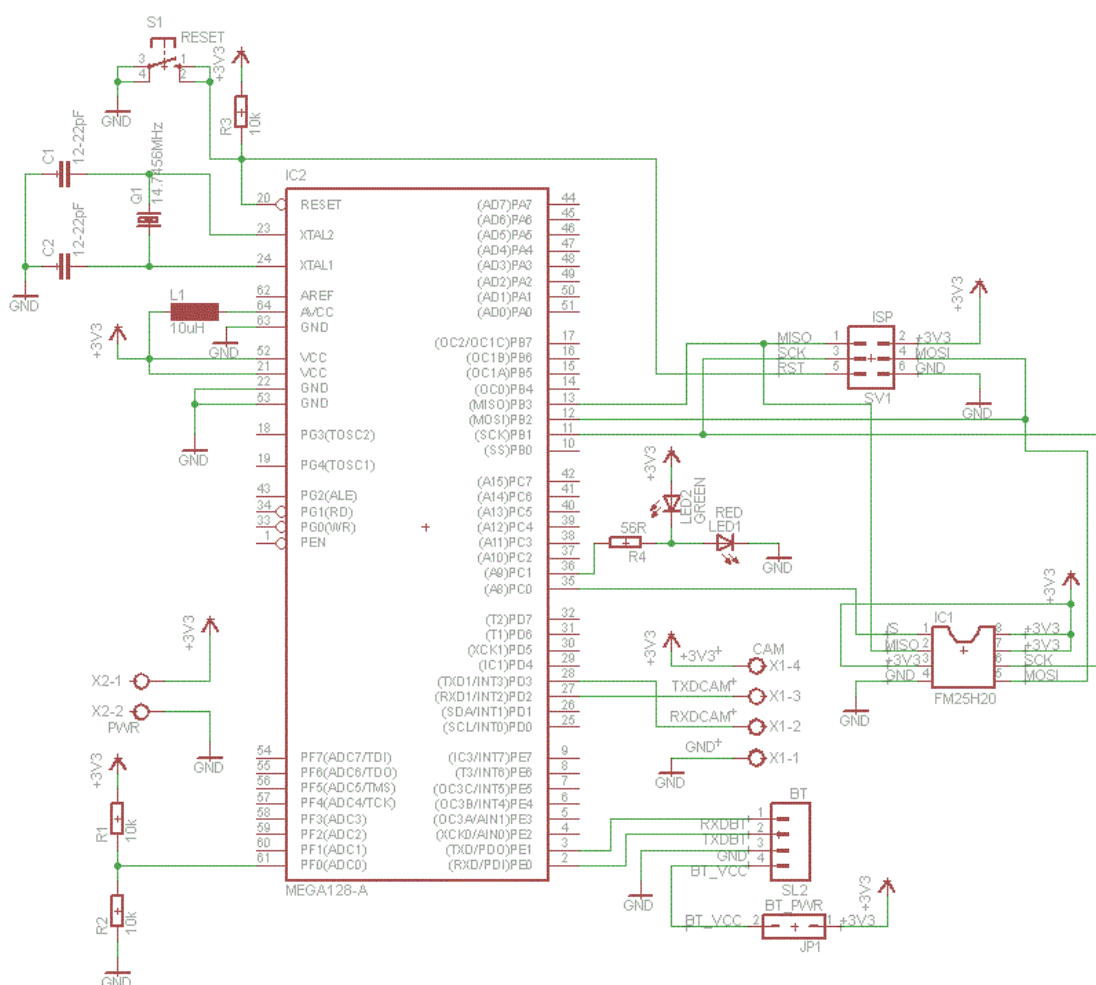 S1
RESET
3
4
1
2
+3V3
GND
R3
10k
C1
12-22pF
14.7456MHz
Q1
C2
12-22pF
GND
IC2
20 RESET
23 XTAL2
24 XTAL1
62 AREF
64 AVCC
63 GND
52 VCC
21 VCC
22 GND
53 GND
18 PG3(TOSC2)
19 PG4(TOSC1)
43 PG2(ALE)
34 PG1(RD)
33 PG0(WR)
1 PEN
54 PF7(ADC7/TDI)
55 PF6(ADC6/TDO)
56 PF5(ADC5/TMS)
57 PF4(ADC4/TCK)
58 PF3(ADC3)
59 PF2(ADC2)
60 PF1(ADC1)
61 PF0(ADC0)
MEGA128-A
(AD7)PA7 44
(AD6)PA6 45
(AD5)PA5 46
(AD4)PA4 47
(AD3)PA3 48
(AD2)PA2 49
(AD1)PA1 50
(AD0)PA0 51
(OC2/OC1C)PB7 17
(OC1B)PB6 16
(OC1A)PB5 15
(OC0)PB4 14
(MISO)PB3 13
(MOSI)PB2 12
(SCK)PB1 11
(SS)PB0 10
(A15)PC7 42
(A14)PC6 41
(A13)PC5 40
(A12)PC4 39
(A11)PC3 38
(A10)PC2 37
(A9)PC1 36
(A8)PC0 35
(T2)PD7 32
(T1)PD6 31
(XCK1)PD5 30
(IC1)PD4 29
(TXD1/INT3)PD3 28
(RXD1/INT2)PD2 27
(SDA/INT1)PD1 26
(SCL/INT0)PD0 25
(IC3/INT7)PE7 9
(T3/INT6)PE6 8
(OC3C/INT5)PE5 7
(OC3B/INT4)PE4 6
(OC3A/AIN1)PE3 5
(XCK0/AIN0)PE2 4
(TXD/PDO)PE1 3
(RXD/PDI)PE0 2
L1
10uH
GND
+3V3
GND
+3V3
X2-1
X2-2
PWR
GND
+3V3
R1
10k
R2
10k
GND
+3V3
ISP
MISO 1
SCK 3
RST 5
2 +3V3
4 MOSI
6 GND
SV1
GND
+3V3
LED2
GREEN
RED
LED1
56R
R4
GND
+3V3
IC1
/S 1
MISO 2
+3V3 3
GND 4
8 +3V3
7 +3V3
6 SCK
5 MOSI
FM25H20
GND
+3V3
+3V3
CAM
X1-4
TXDCAM
X1-3
RXDCAM
X1-2
GND
X1-1
GND
BT
1
RXDBT 2
TXDBT 3
GND 4
BT_VCC
SL2
GND
BT_PWR
BT_VCC 2
1 +3V3
JP1
+3V3